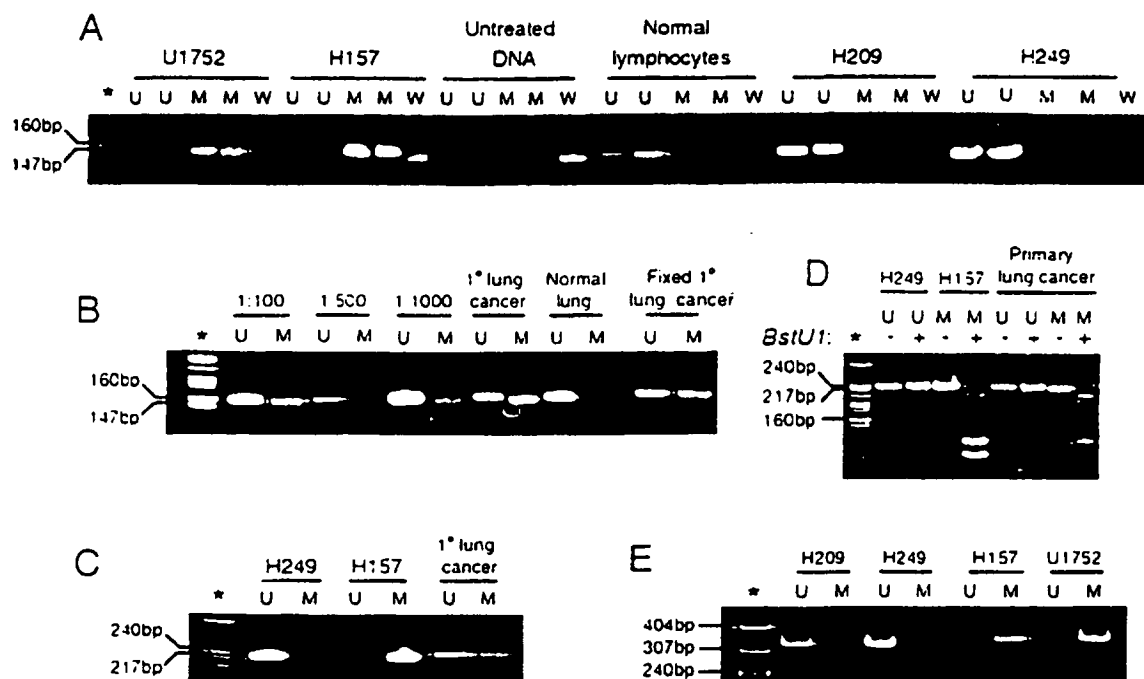 A
Untreated Normal
U1752 H157 DNA lymphocytes H209 H249
* U U M M W U U M M W U U M M W U U M M W U U M M W U U M M W
160bp
147bp
B
1:100 1:500 1:1000 1° lung cancer Normal lung Fixed 1° lung cancer
* U M U M U M U M U M U M
160bp
147bp
D
Primary
H249 H157 lung cancer
U U M M U U M M
BstU1: * - + - + - + - +
240bp
217bp
160bp
C
1° lung
H249 H157 cancer
* U M U M U M
240bp
217bp
E
H209 H249 H157 U1752
* U M U M U M U M
404bp
307bp
240bp